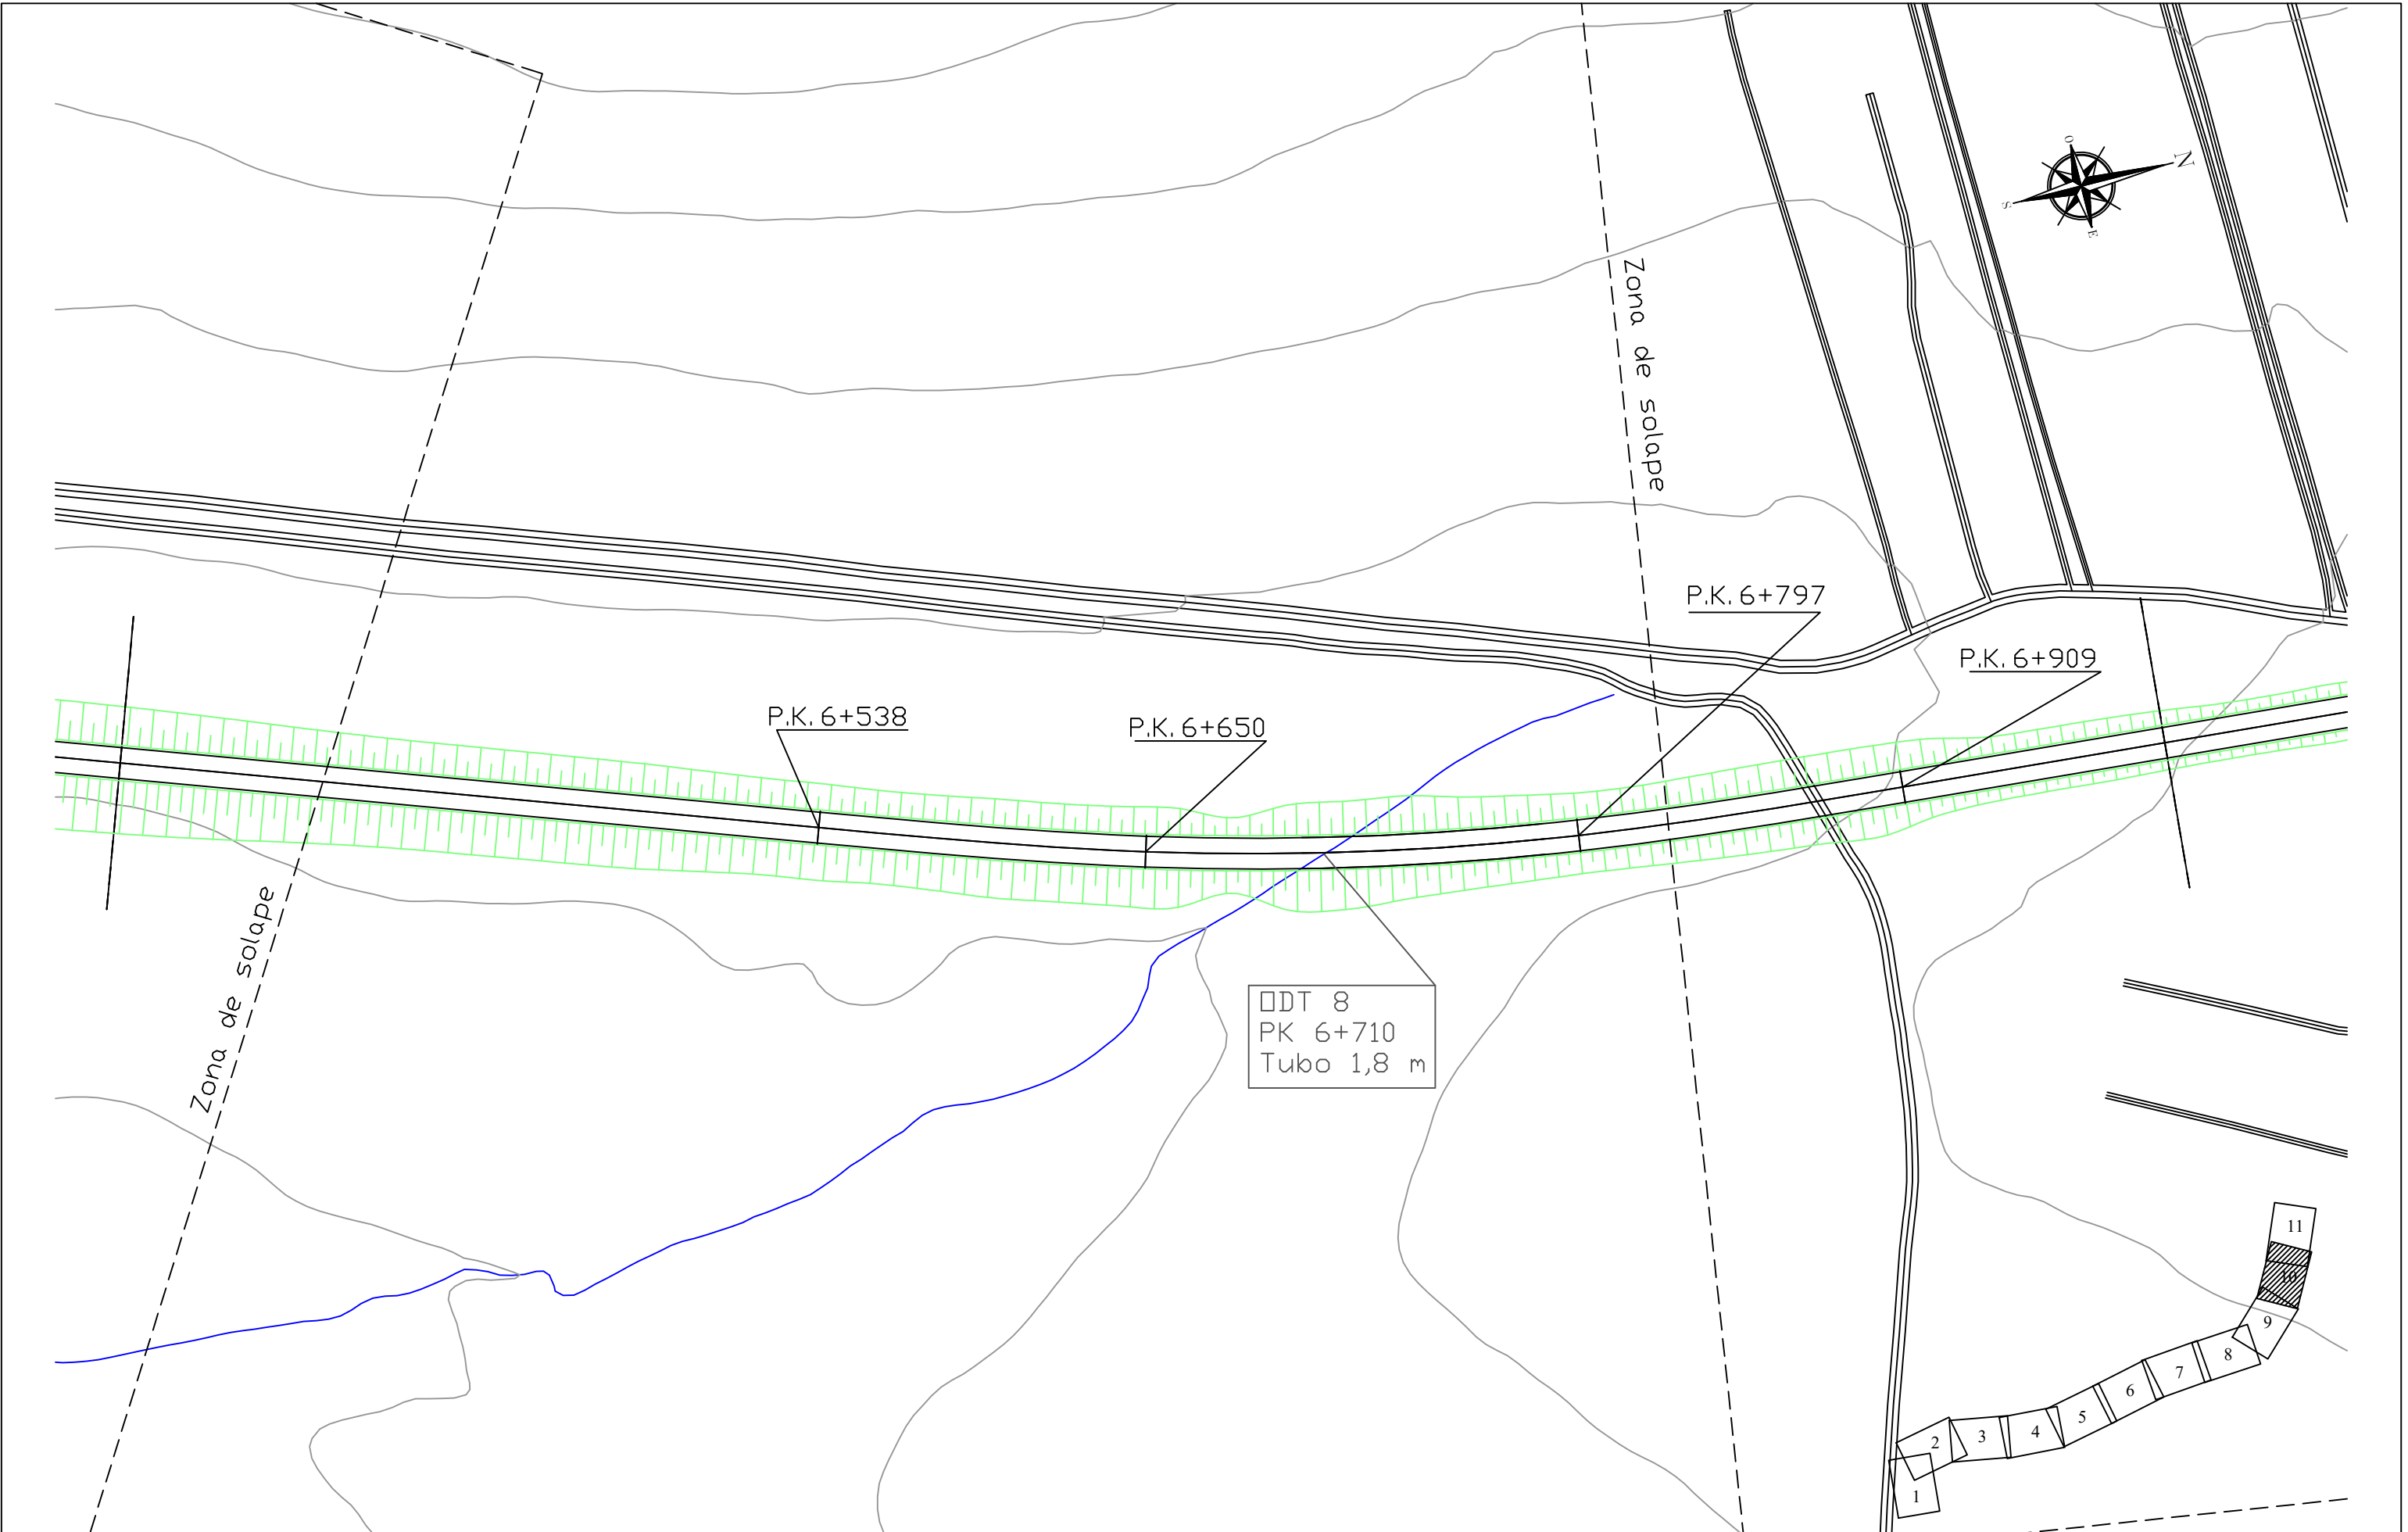 O
N
S
E
Zona de solape
P.K. 6+797
P.K. 6+909
P.K. 6+538
P.K. 6+650
Zona de solape
ODT 8
PK 6+710
Tubo 1,8 m
11
10
9
8
7
6
5
4
3
2
1